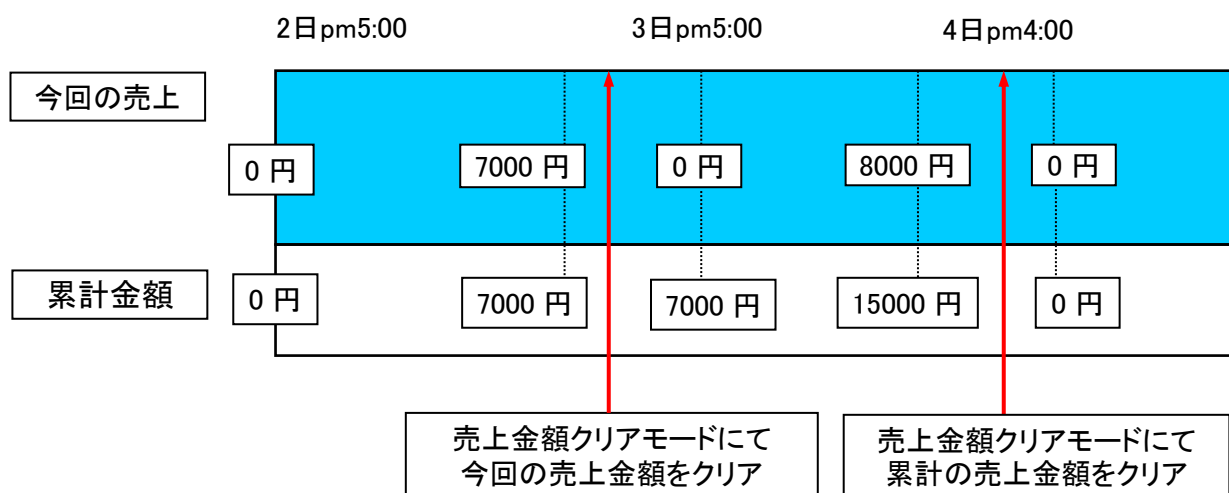 2日pm5:00 3日pm5:00 4日pm4:00
今回の売上
0 円 7000 円 0 円 8000 円 0 円
累計金額
0 円 7000 円 7000 円 15000 円 0 円
売上金額クリアモードにて
今回の売上金額をクリア
売上金額クリアモードにて
累計の売上金額をクリア